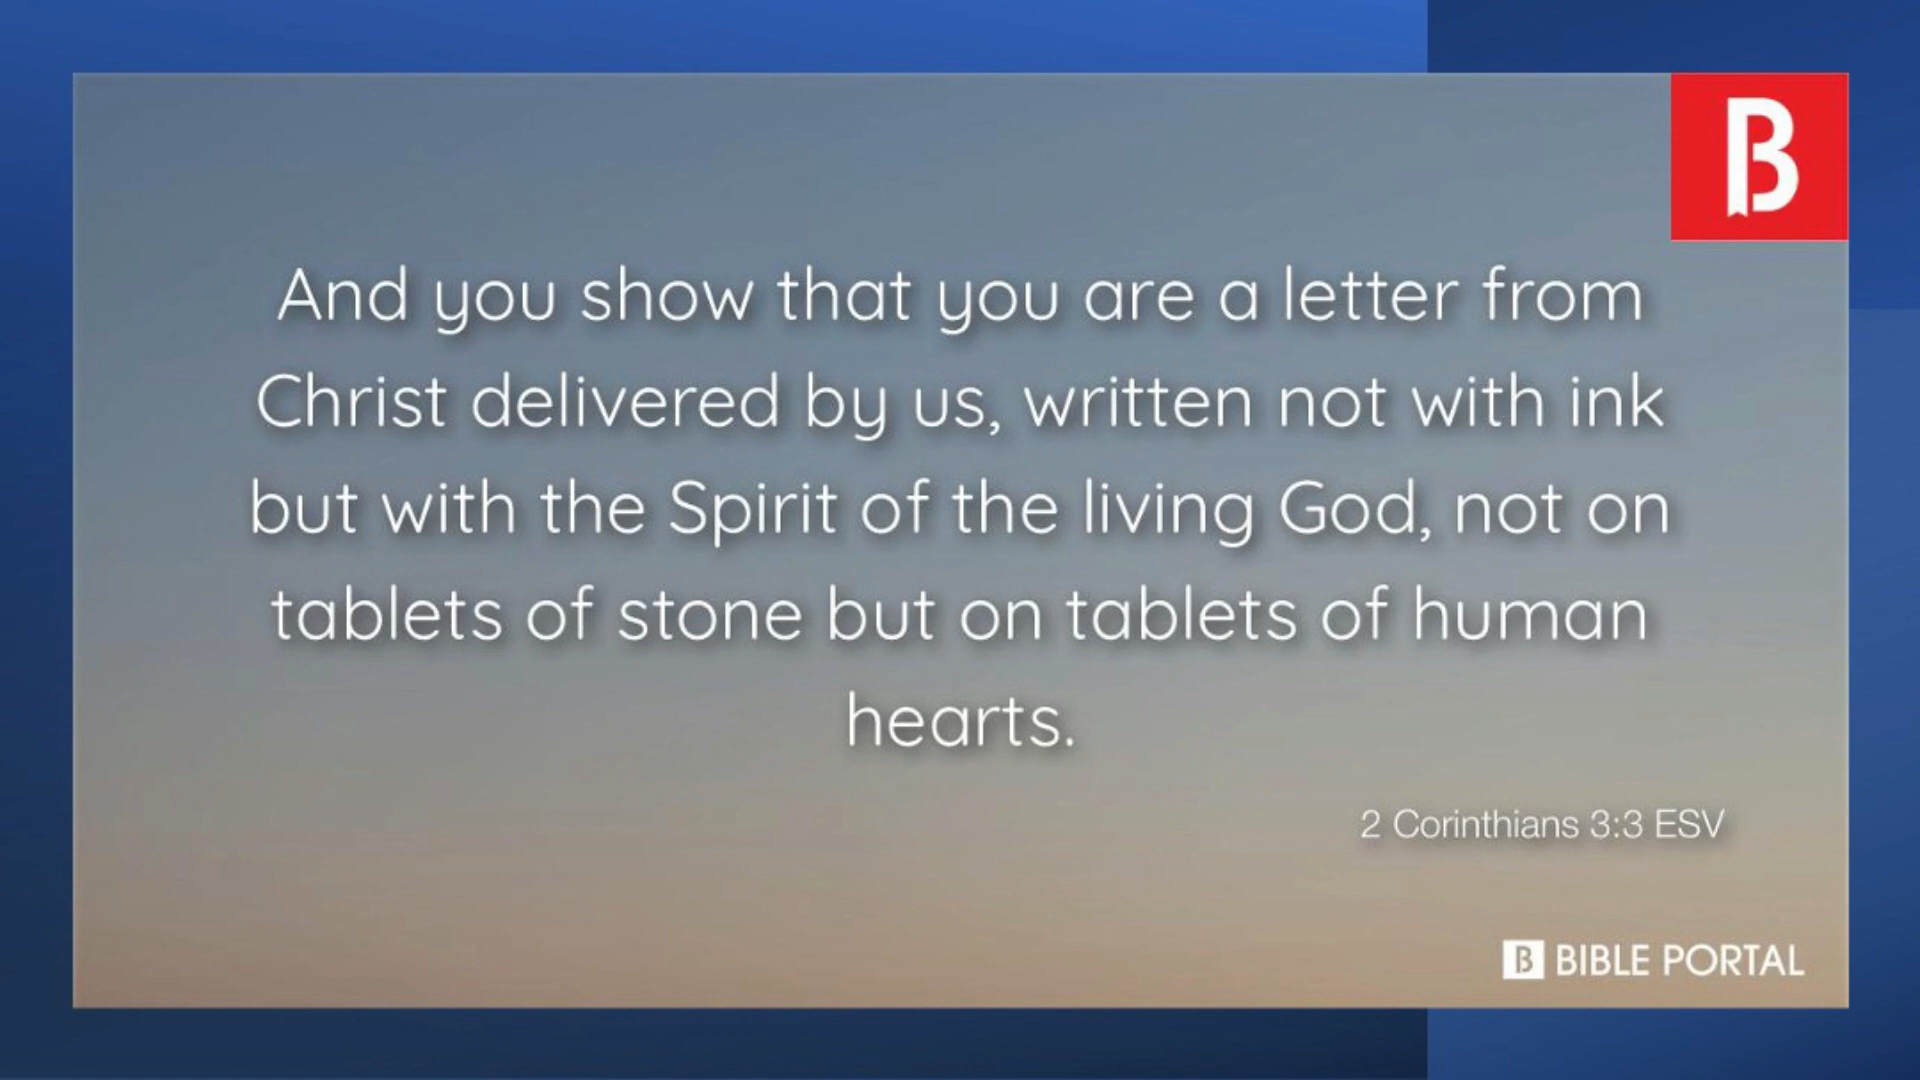 B
And you show that you are a letter from
Christ delivered by us, written not with ink
but with the Spirit of the living God, not on
tablets of stone but on tablets of human
hearts.
2 Corinthians 3:3 ESV
B BIBLE PORTAL